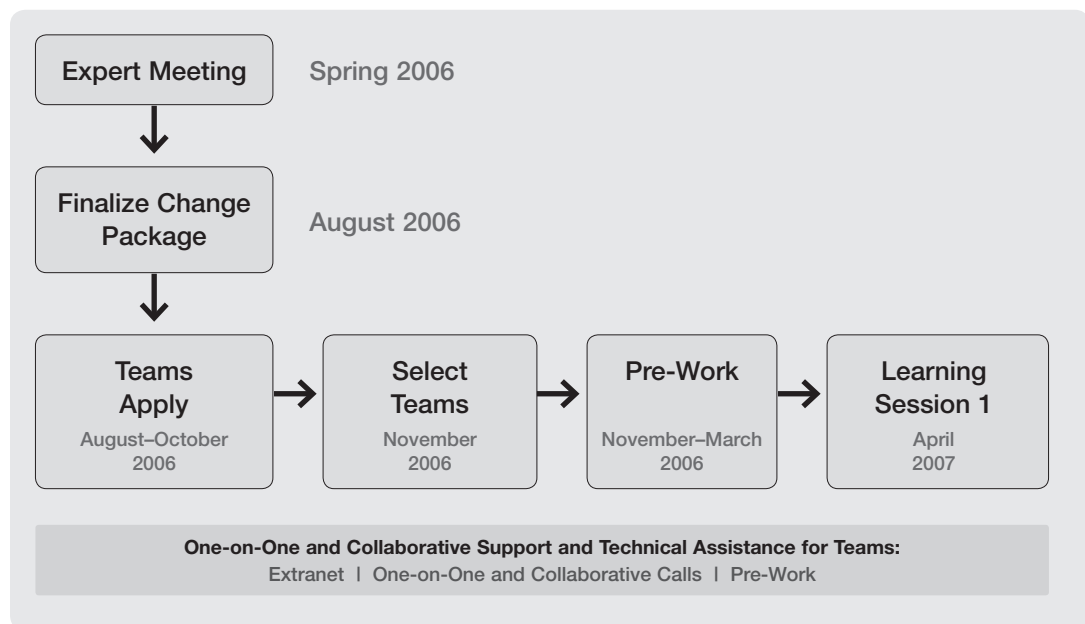 Expert Meeting
Spring 2006
Finalize Change
Package
August 2006
Teams
Apply
August–October
2006
Select
Teams
November
2006
Pre-Work
November–March
2006
Learning
Session 1
April
2007
One-on-One and Collaborative Support and Technical Assistance for Teams:
Extranet | One-on-One and Collaborative Calls | Pre-Work